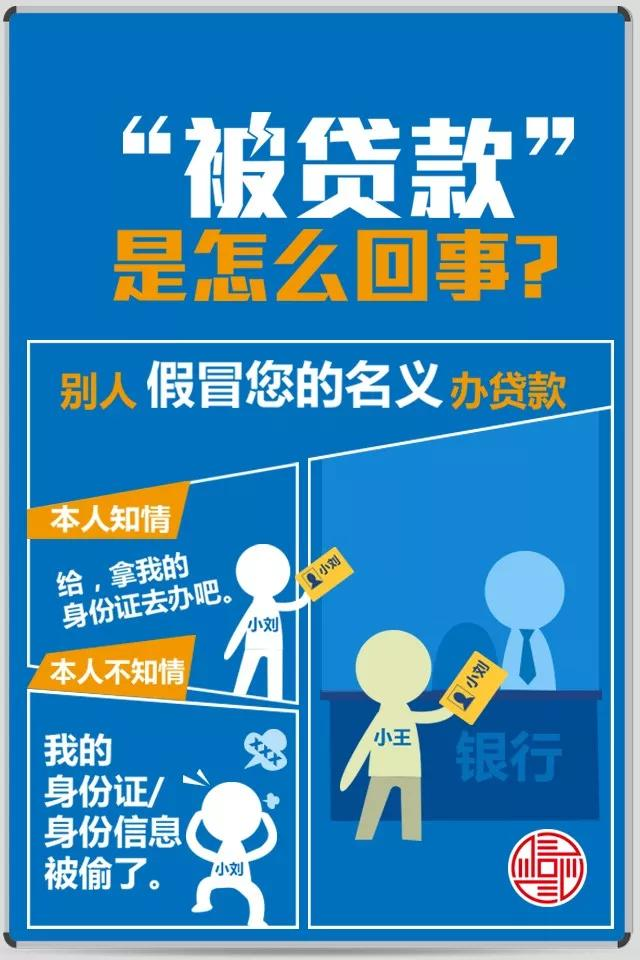 “被贷款”
是怎么回事?
别人 假冒您的名义 办贷款
本人知情
给，拿我的
身份证去办吧。
小刘
小刘
本人不知情
我的
身份证/
身份信息
被偷了。
XXX
小刘
小刘
小王
银行